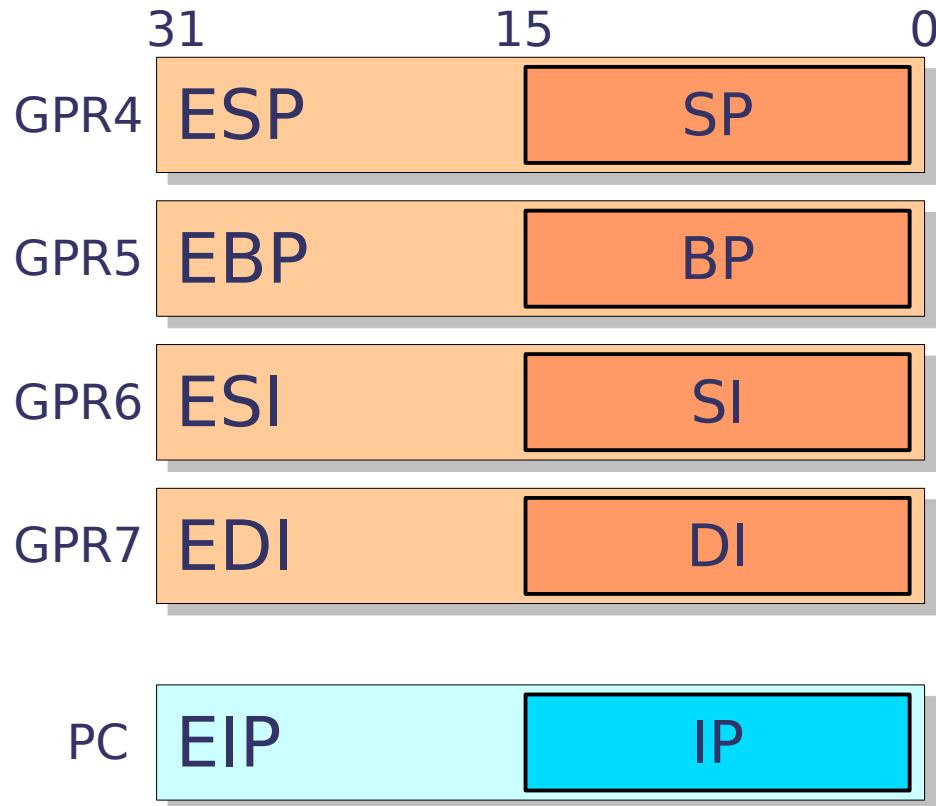 31 15 0
GPR4 ESP SP
GPR5 EBP BP
GPR6 ESI SI
GPR7 EDI DI
PC EIP IP